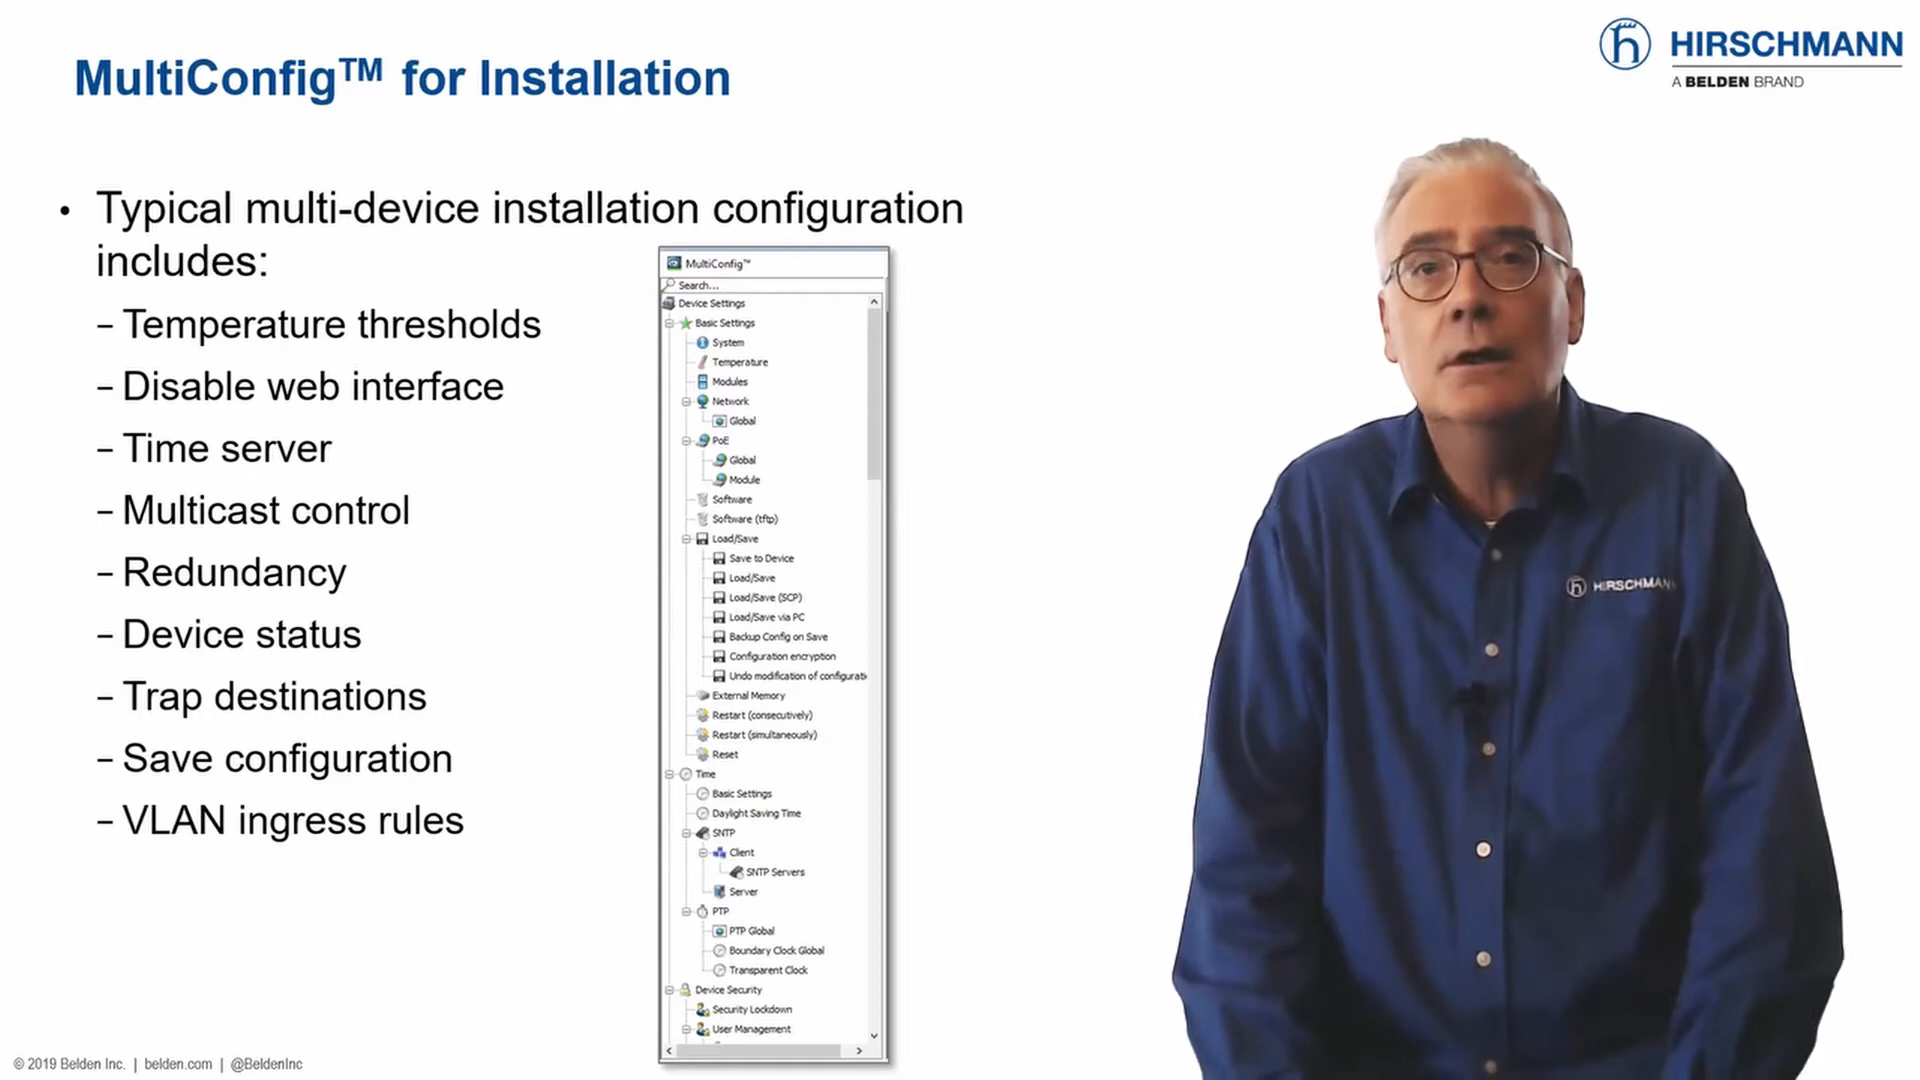 MultiConfig™ for Installation
HIRSCHMANN
A BELDEN BRAND
• Typical multi-device installation configuration
includes:
– Temperature thresholds
– Disable web interface
– Time server
– Multicast control
– Redundancy
– Device status
– Trap destinations
– Save configuration
– VLAN ingress rules
MultiConfig™
Search...
Device Settings
Basic Settings
System
Temperature
Modules
Network
Global
PoE
Global
Module
Software
Software (tftp)
Load/Save
Save to Device
Load/Save
Load/Save (SCP)
Load/Save via PC
Backup Config on Save
Configuration encryption
Undo modification of configurati
External Memory
Restart (consecutively)
Restart (simultaneously)
Reset
Time
Basic Settings
Daylight Saving Time
SNTP
Client
SNTP Servers
Server
PTP
PTP Global
Boundary Clock Global
Transparent Clock
Device Security
Security Lockdown
User Management
HIRSCHMANN
© 2019 Belden Inc. | belden.com | @BeldenInc